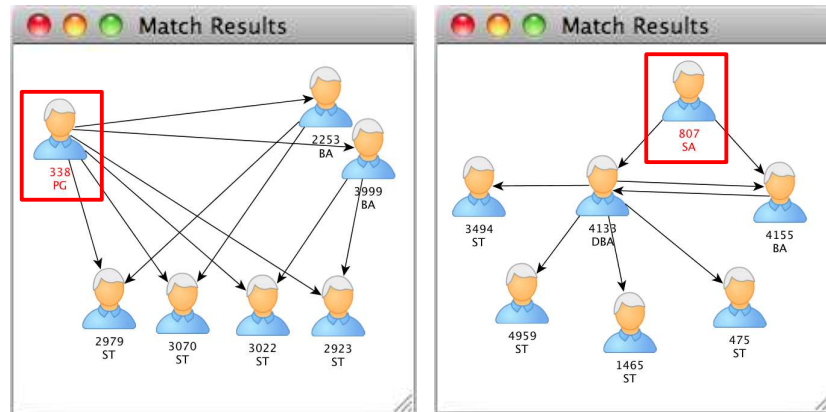 Match Results
338
PG
2253
BA
3999
BA
2979
ST
3070
ST
3022
ST
2923
ST
Match Results
807
SA
3494
ST
4133
DBA
4155
BA
4959
ST
1465
ST
475
ST